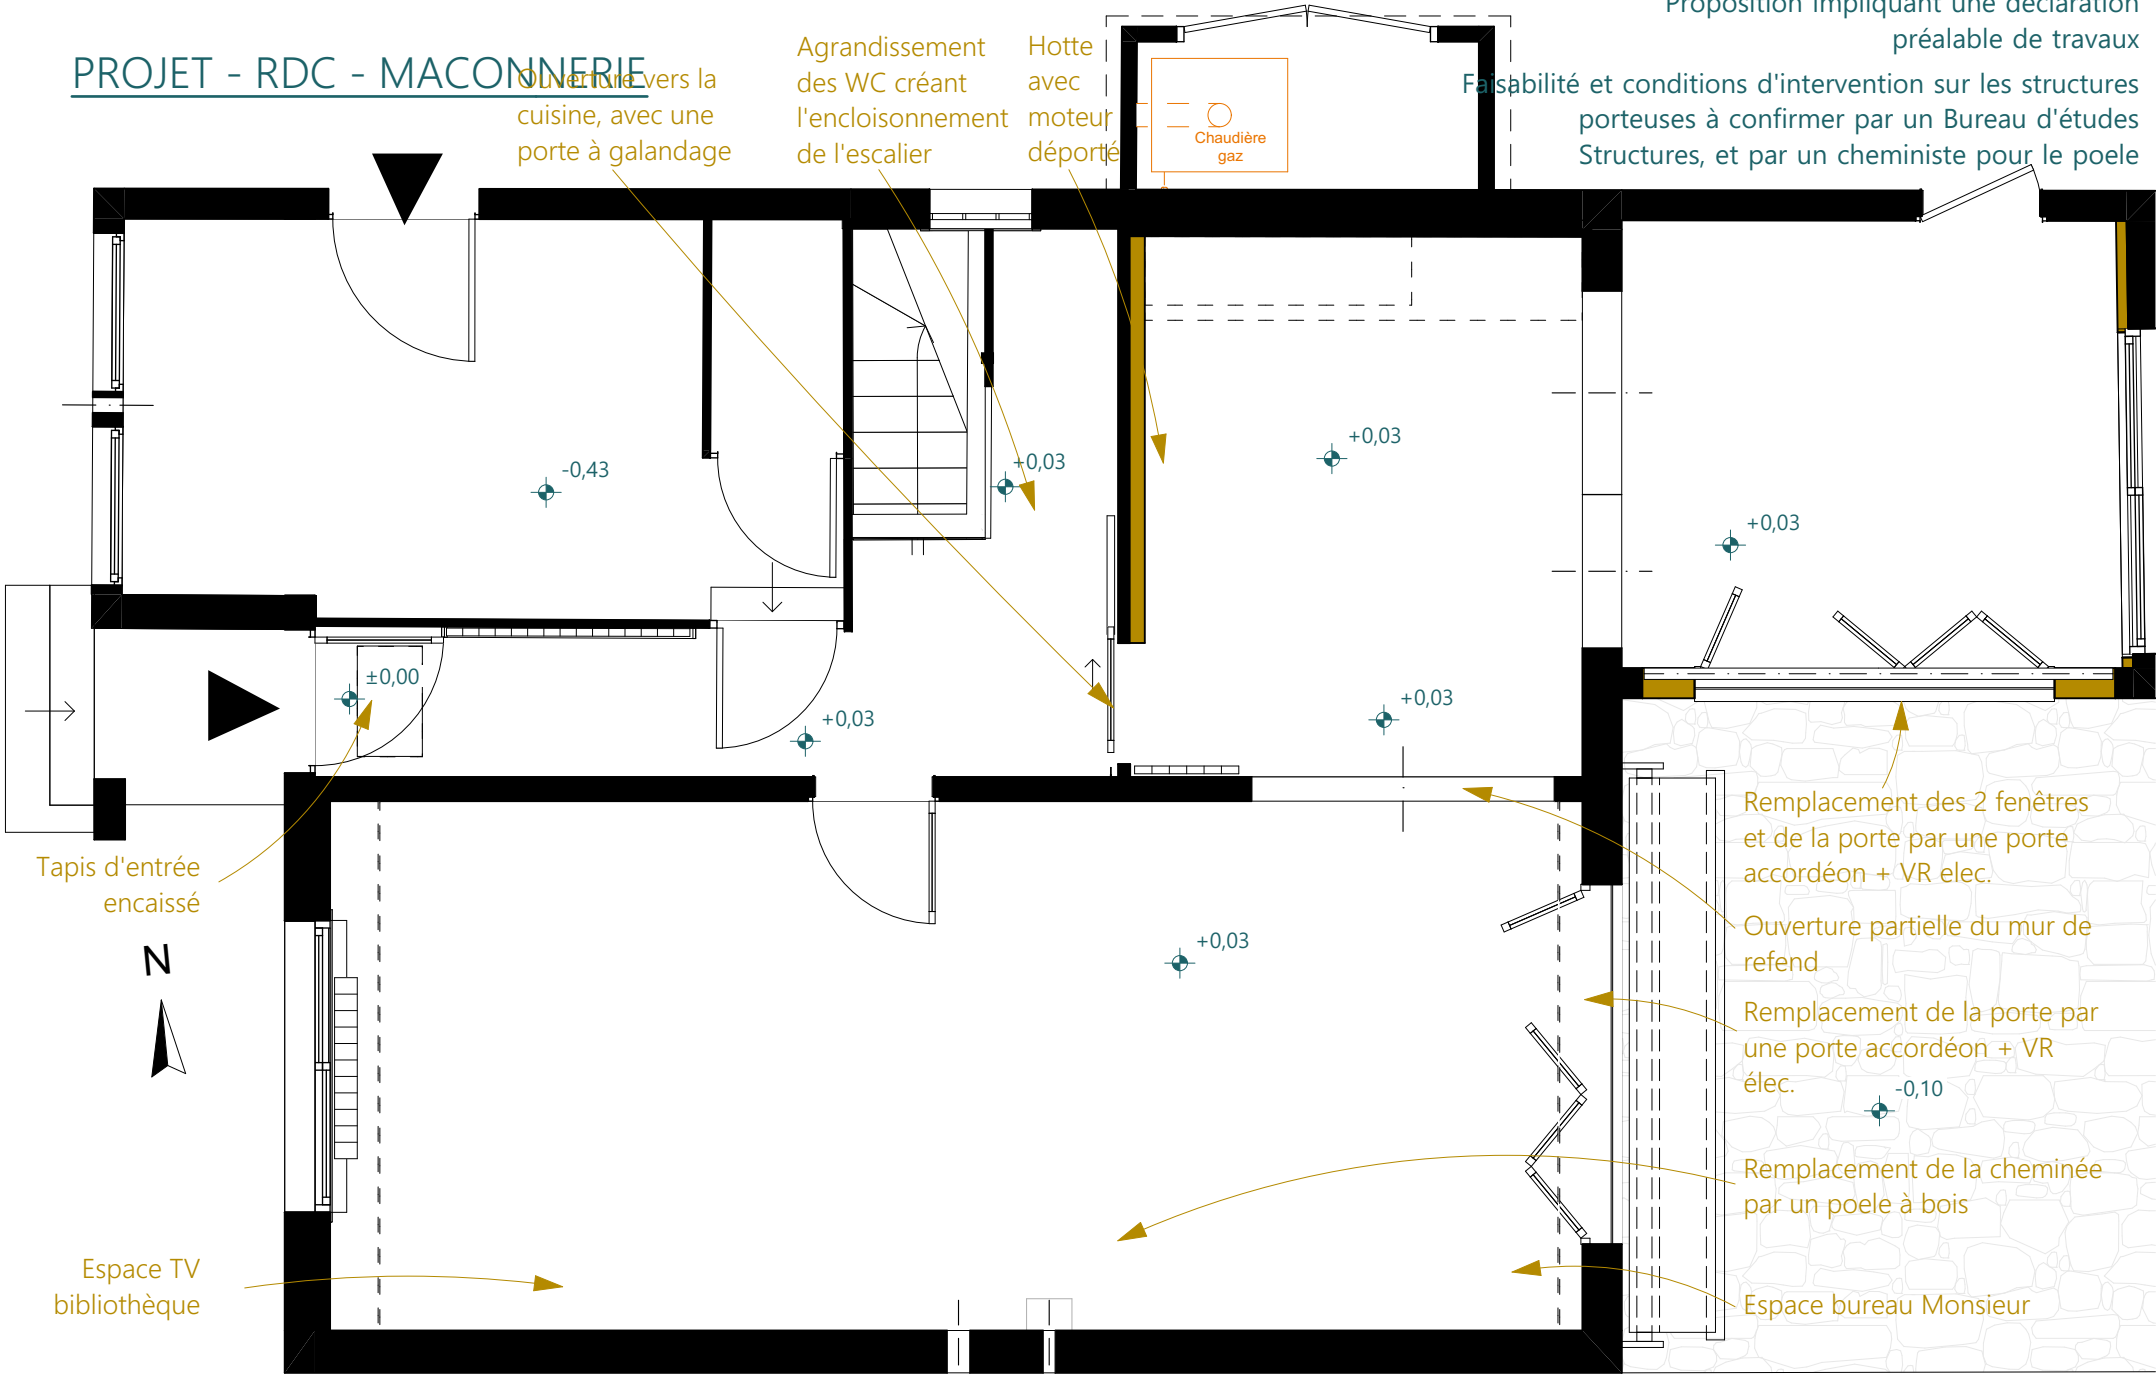 Proposition impliquant une déclaration
préalable de travaux
Faisabilité et conditions d'intervention sur les structures
porteuses à confirmer par un Bureau d'études
Structures, et par un cheministe pour le poele
PROJET - RDC - MACONNERIE
Ouverture vers la
cuisine, avec une
porte à galandage
Agrandissement
des WC créant
l'encloisonnement
de l'escalier
Hotte
avec
moteur
déporté
Chaudière
gaz
-0,43
+0,03
+0,03
+0,03
±0,00
+0,03
+0,03
Tapis d'entrée
encaissé
N
+0,03
Remplacement des 2 fenêtres
et de la porte par une porte
accordéon + VR elec.
Ouverture partielle du mur de
refend
Remplacement de la porte par
une porte accordéon + VR
élec.
-0,10
Remplacement de la cheminée
par un poele à bois
Espace TV
bibliothèque
Espace bureau Monsieur